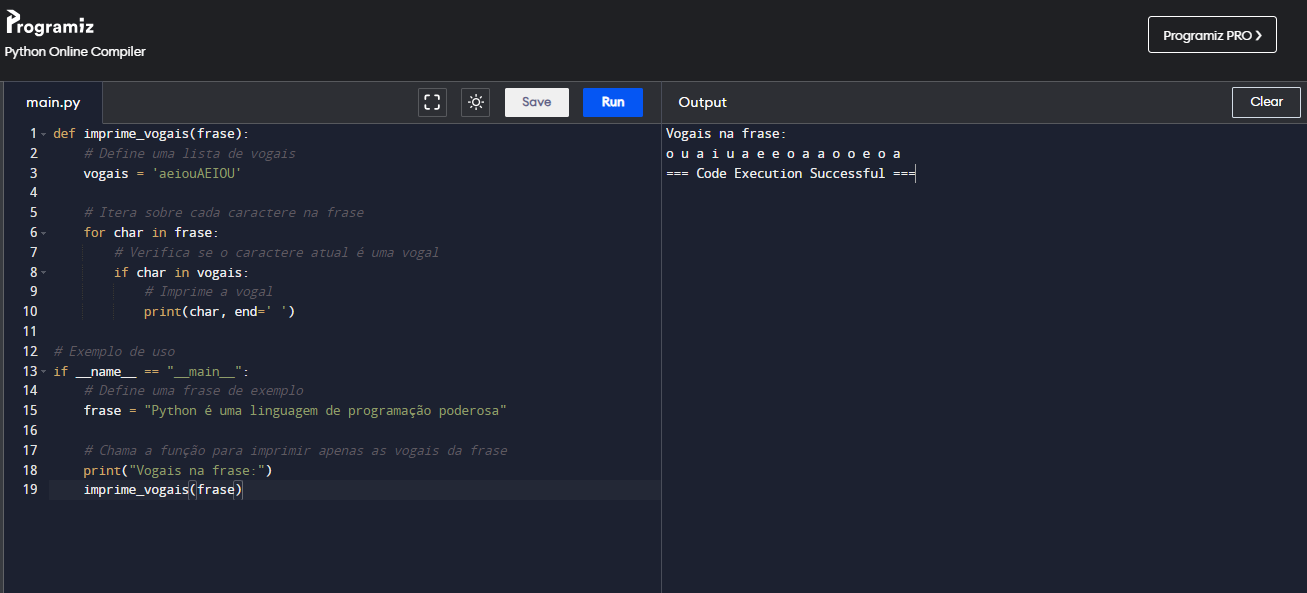 Programiz
Python Online Compiler
Programiz PRO ❯
main.py
Save
Run
Output
Clear
1 def imprime_vogais(frase):
2     # Define uma lista de vogais
3     vogais = 'aeiouAEIOU'
4
5     # Itera sobre cada caractere na frase
6     for char in frase:
7         # Verifica se o caractere atual é uma vogal
8         if char in vogais:
9             # Imprime a vogal
10             print(char, end=' ')
11
12 # Exemplo de uso
13 if __name__ == "__main__":
14     # Define uma frase de exemplo
15     frase = "Python é uma linguagem de programação poderosa"
16
17     # Chama a função para imprimir apenas as vogais da frase
18     print("Vogais na frase:")
19     imprime_vogais(frase)
Vogais na frase:
o u a i u a e e o a a o o e o a
=== Code Execution Successful ===